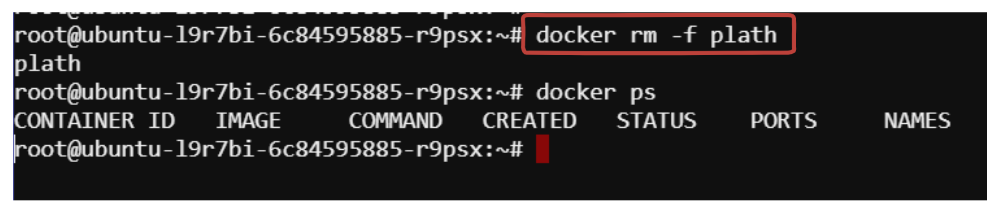 root@ubuntu-l9r7bi-6c84595885-r9psx:~# docker rm -f plath
plath
root@ubuntu-l9r7bi-6c84595885-r9psx:~# docker ps
CONTAINER ID   IMAGE     COMMAND   CREATED   STATUS    PORTS     NAMES
root@ubuntu-l9r7bi-6c84595885-r9psx:~#